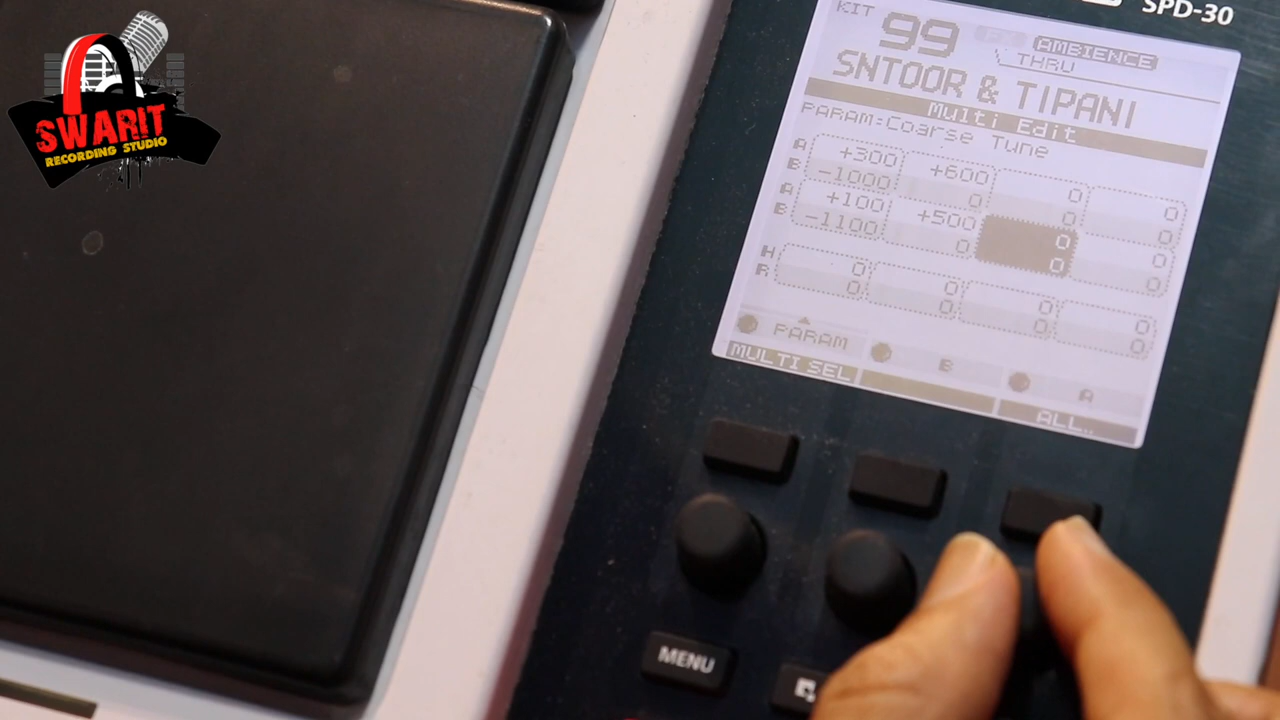 SWARIT
RECORDING STUDIO
SPD-30
KIT 99 AMBIENCE
THRU
SNTOOR & TIPANI
Multi Edit
PARAM=Coarse Tune
A +300 +600 0 0
B -1000 0 0 0
A +100 +500 0 0
B -1100 0 0 0
H 0 0 0 0
R 0 0 0 0
PARAM B A
MULTI SEL ALL..
MENU